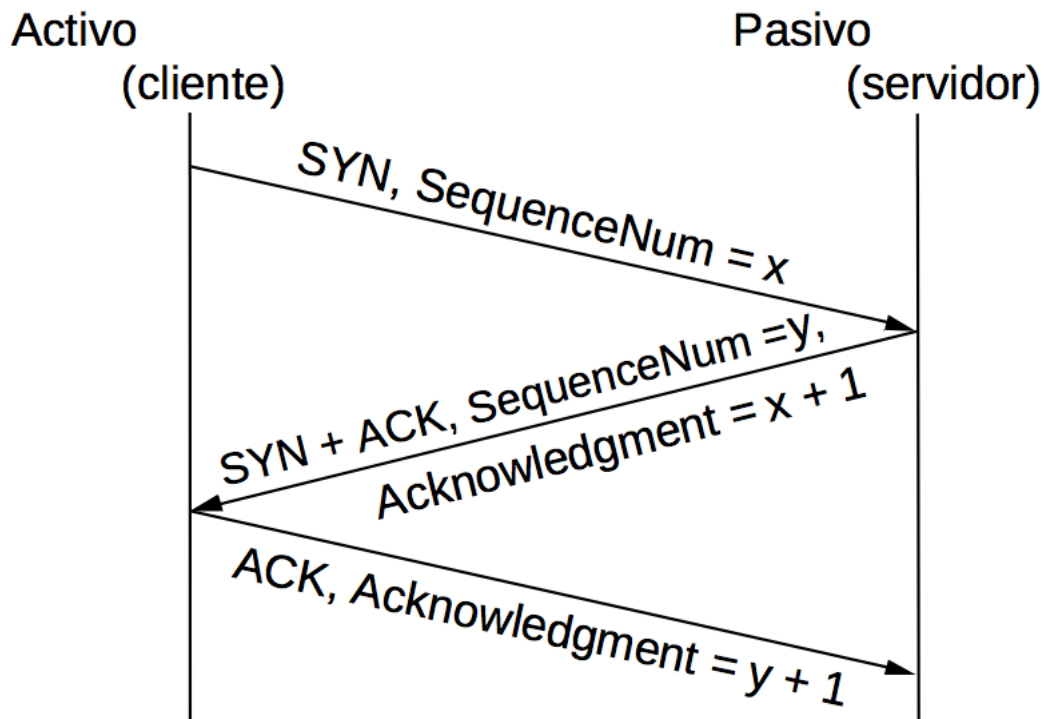 Activo
(cliente)
Pasivo
(servidor)
SYN, SequenceNum = x
SYN + ACK, SequenceNum =y,
Acknowledgment = x + 1
ACK, Acknowledgment = y + 1